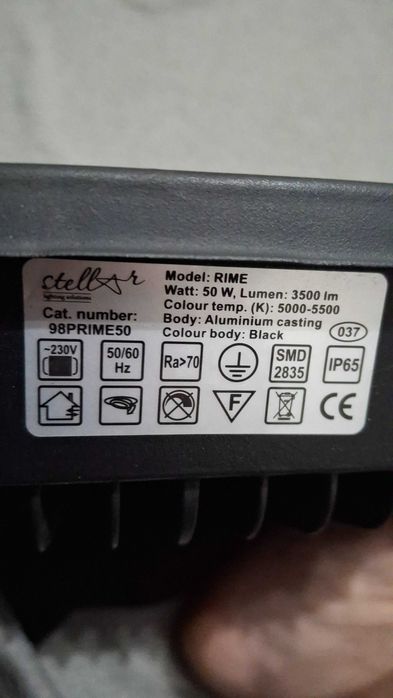 stellar
lighting solutions
Cat. number:
98PRIME50
Model: RIME
Watt: 50 W, Lumen: 3500 lm
Colour temp. (K): 5000-5500
Body: Aluminium casting
Colour body: Black
037
~230V
50/60
Hz
Ra>70
SMD
2835
IP65
F
CE